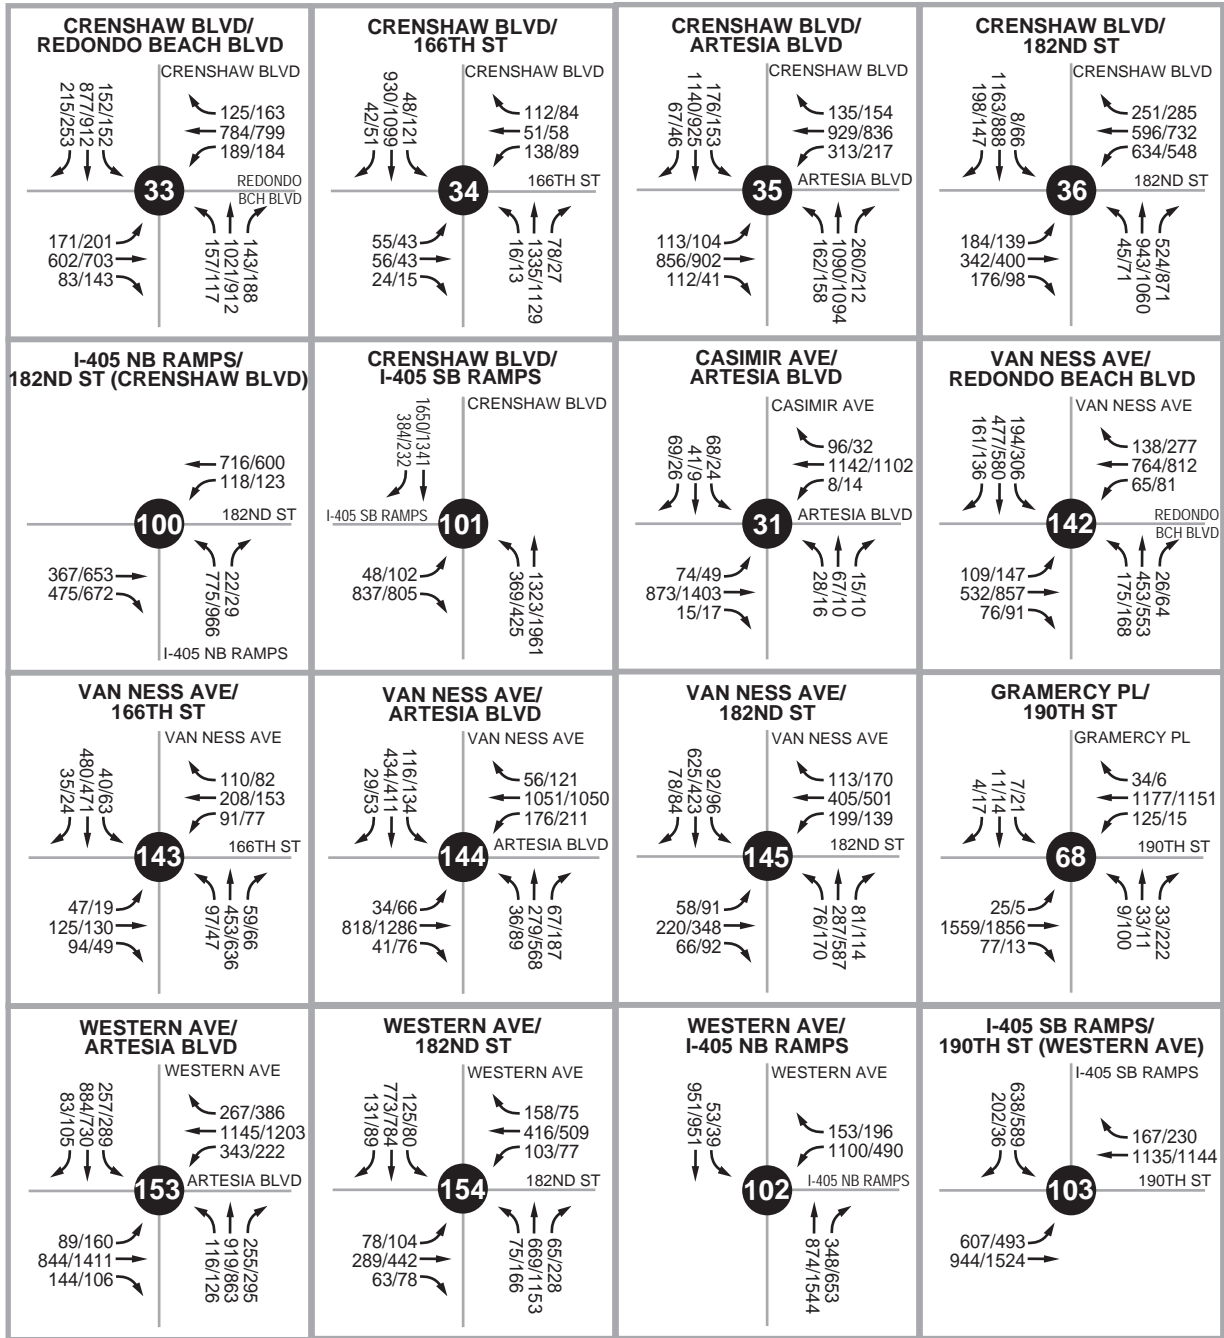 CRENSHAW BLVD/
REDONDO BEACH BLVD
CRENSHAW BLVD
215/253
877/912
152/152
125/163
784/799
189/184
33
REDONDO
BCH BLVD
171/201
602/703
83/143
157/117
1021/912
143/188
CRENSHAW BLVD/
166TH ST
CRENSHAW BLVD
42/51
930/1099
48/121
112/84
51/58
138/89
34
166TH ST
55/43
56/43
24/15
16/13
1335/1129
78/27
CRENSHAW BLVD/
ARTESIA BLVD
CRENSHAW BLVD
67/46
1140/925
176/153
135/154
929/836
313/217
35
ARTESIA BLVD
113/104
856/902
112/41
162/158
1090/1094
260/212
CRENSHAW BLVD/
182ND ST
CRENSHAW BLVD
198/147
1163/888
8/66
251/285
596/732
634/548
36
182ND ST
184/139
342/400
176/98
45/71
943/1060
524/871
I-405 NB RAMPS/
182ND ST (CRENSHAW BLVD)
716/600
118/123
100
182ND ST
367/653
475/672
775/966
22/29
I-405 NB RAMPS
CRENSHAW BLVD/
I-405 SB RAMPS
CRENSHAW BLVD
384/232
1650/1341
I-405 SB RAMPS
101
48/102
837/805
369/425
1323/1961
CASIMIR AVE/
ARTESIA BLVD
CASIMIR AVE
69/26
41/9
68/24
96/32
1142/1102
8/14
31
ARTESIA BLVD
74/49
873/1403
15/17
28/16
67/10
15/10
VAN NESS AVE/
REDONDO BEACH BLVD
VAN NESS AVE
161/136
477/580
194/306
138/277
764/812
65/81
142
REDONDO
BCH BLVD
109/147
532/857
76/91
175/168
453/553
26/64
VAN NESS AVE/
166TH ST
VAN NESS AVE
35/24
480/471
40/63
110/82
208/153
91/77
143
166TH ST
47/19
125/130
94/49
97/47
453/636
59/66
VAN NESS AVE/
ARTESIA BLVD
VAN NESS AVE
29/53
434/411
116/134
56/121
1051/1050
176/211
144
ARTESIA BLVD
34/66
818/1286
41/76
36/89
279/568
67/187
VAN NESS AVE/
182ND ST
VAN NESS AVE
78/84
625/423
92/96
113/170
405/501
199/139
145
182ND ST
58/91
220/348
66/92
76/170
287/587
81/114
GRAMERCY PL/
190TH ST
GRAMERCY PL
4/17
11/14
7/21
34/6
1177/1151
125/15
68
190TH ST
25/5
1559/1856
77/13
9/100
33/11
33/222
WESTERN AVE/
ARTESIA BLVD
WESTERN AVE
83/105
884/730
257/289
267/386
1145/1203
343/222
153
ARTESIA BLVD
89/160
844/1411
144/106
116/126
919/863
255/295
WESTERN AVE/
182ND ST
WESTERN AVE
131/89
773/784
125/80
158/75
416/509
103/77
154
182ND ST
78/104
289/442
63/78
75/166
669/1153
65/228
WESTERN AVE/
I-405 NB RAMPS
WESTERN AVE
951/951
53/39
153/196
1100/490
102
I-405 NB RAMPS
874/1544
348/653
I-405 SB RAMPS/
190TH ST (WESTERN AVE)
I-405 SB RAMPS
202/36
638/589
167/230
1135/1144
103
190TH ST
607/493
944/1524